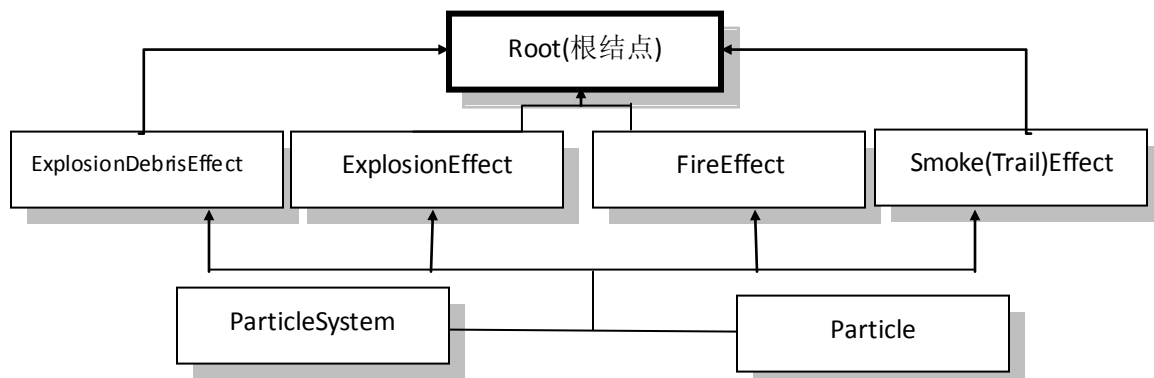 Root(根结点)
ExplosionDebrisEffect
ExplosionEffect
FireEffect
Smoke(Trail)Effect
ParticleSystem
Particle